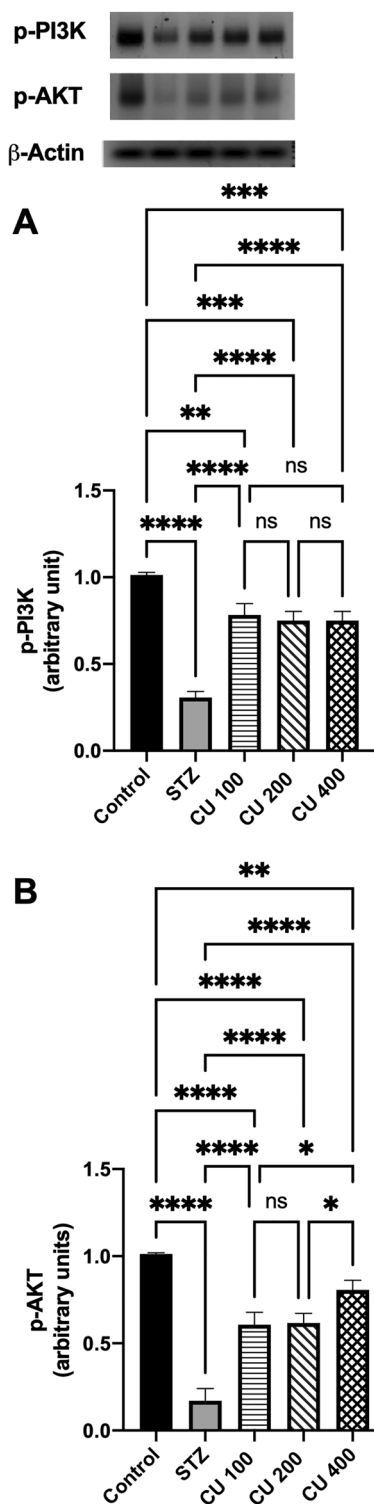 p-PI3K
p-AKT
β-Actin
A
***
****
***
****
**
****
ns
****
ns
ns
p-PI3K
(arbitrary unit)
1.5
1.0
0.5
0.0
Control
STZ
CU 100
CU 200
CU 400
B
**
****
****
****
****
****
*
****
ns
*
p-AKT
(arbitrary units)
1.5
1.0
0.5
0.0
Control
STZ
CU 100
CU 200
CU 400